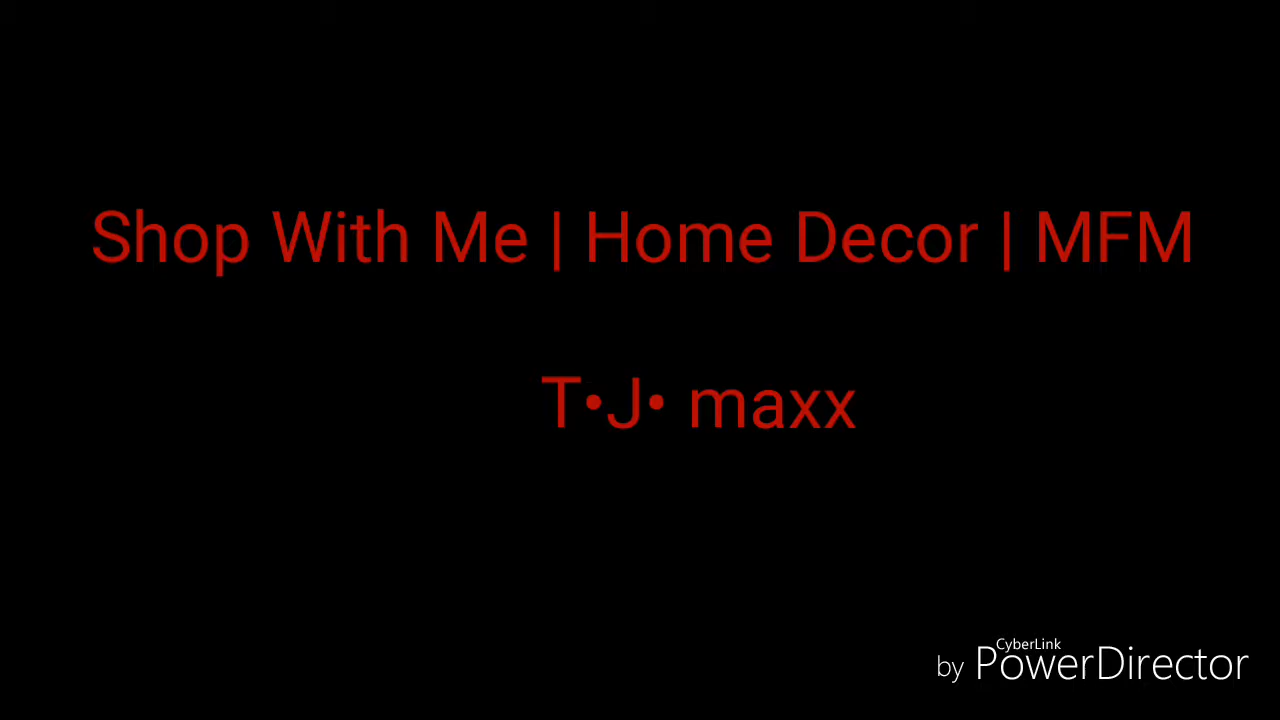 Shop With Me | Home Decor | MFM
T•J• maxx
CyberLink
by PowerDirector